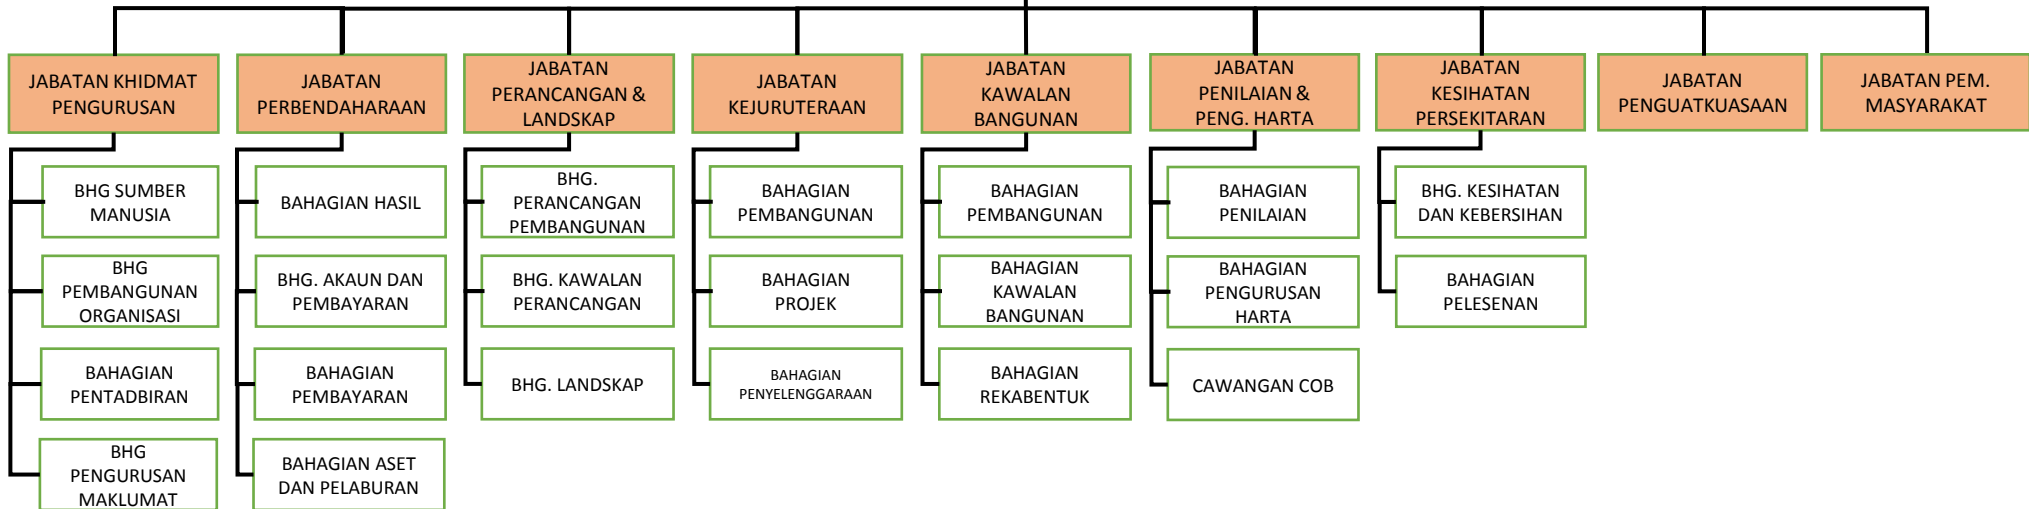 JABATAN KHIDMAT
PENGURUSAN
JABATAN
PERBENDAHARAAN
JABATAN
PERANCANGAN &
LANDSKAP
JABATAN
KEJURUTERAAN
JABATAN
KAWALAN
BANGUNAN
JABATAN
PENILAIAN &
PENG. HARTA
JABATAN
KESIHATAN
PERSEKITARAN
JABATAN
PENGUATKUASAAN
JABATAN PEM.
MASYARAKAT
BHG SUMBER
MANUSIA
BHG
PEMBANGUNAN
ORGANISASI
BAHAGIAN
PENTADBIRAN
BHG
PENGURUSAN
MAKLUMAT
BAHAGIAN HASIL
BHG. AKAUN DAN
PEMBAYARAN
BAHAGIAN
PEMBAYARAN
BAHAGIAN ASET
DAN PELABURAN
BHG.
PERANCANGAN
PEMBANGUNAN
BHG. KAWALAN
PERANCANGAN
BHG. LANDSKAP
BAHAGIAN
PEMBANGUNAN
BAHAGIAN
PROJEK
BAHAGIAN
PENYELENGGARAAN
BAHAGIAN
PEMBANGUNAN
BAHAGIAN
KAWALAN
BANGUNAN
BAHAGIAN
REKABENTUK
BAHAGIAN
PENILAIAN
BAHAGIAN
PENGURUSAN
HARTA
CAWANGAN COB
BHG. KESIHATAN
DAN KEBERSIHAN
BAHAGIAN
PELESENAN